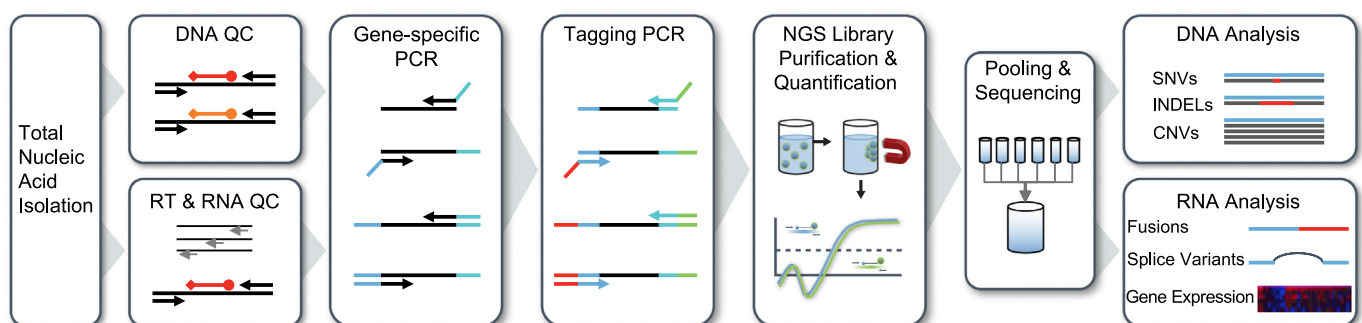 Total
Nucleic
Acid
Isolation
DNA QC
RT & RNA QC
Gene-specific
PCR
Tagging PCR
NGS Library
Purification &
Quantification
Pooling &
Sequencing
DNA Analysis
SNVs
INDELs
CNVs
RNA Analysis
Fusions
Splice Variants
Gene Expression